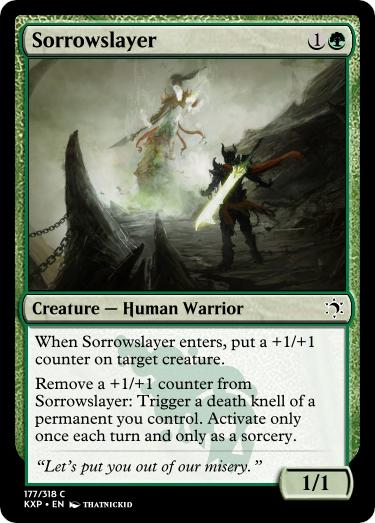 Sorrowslayer 1
Creature — Human Warrior
When Sorrowslayer enters, put a +1/+1
counter on target creature.
Remove a +1/+1 counter from
Sorrowslayer: Trigger a death knell of a
permanent you control. Activate only
once each turn and only as a sorcery.
“Let’s put you out of our misery.”
1/1
177/318 C
KXP • EN THATNICKID